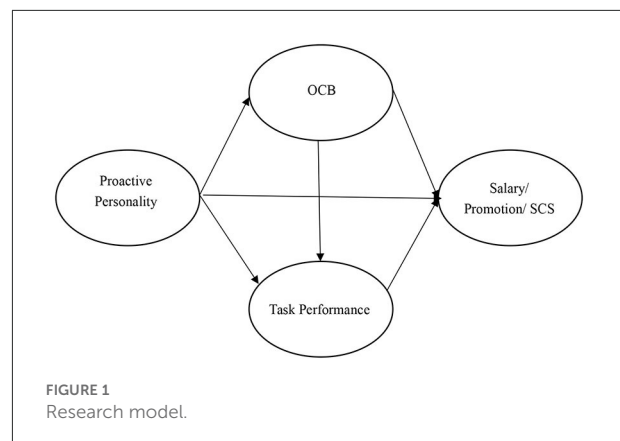 OCB
Proactive
Personality
Salary/
Promotion/ SCS
Task Performance
FIGURE 1
Research model.